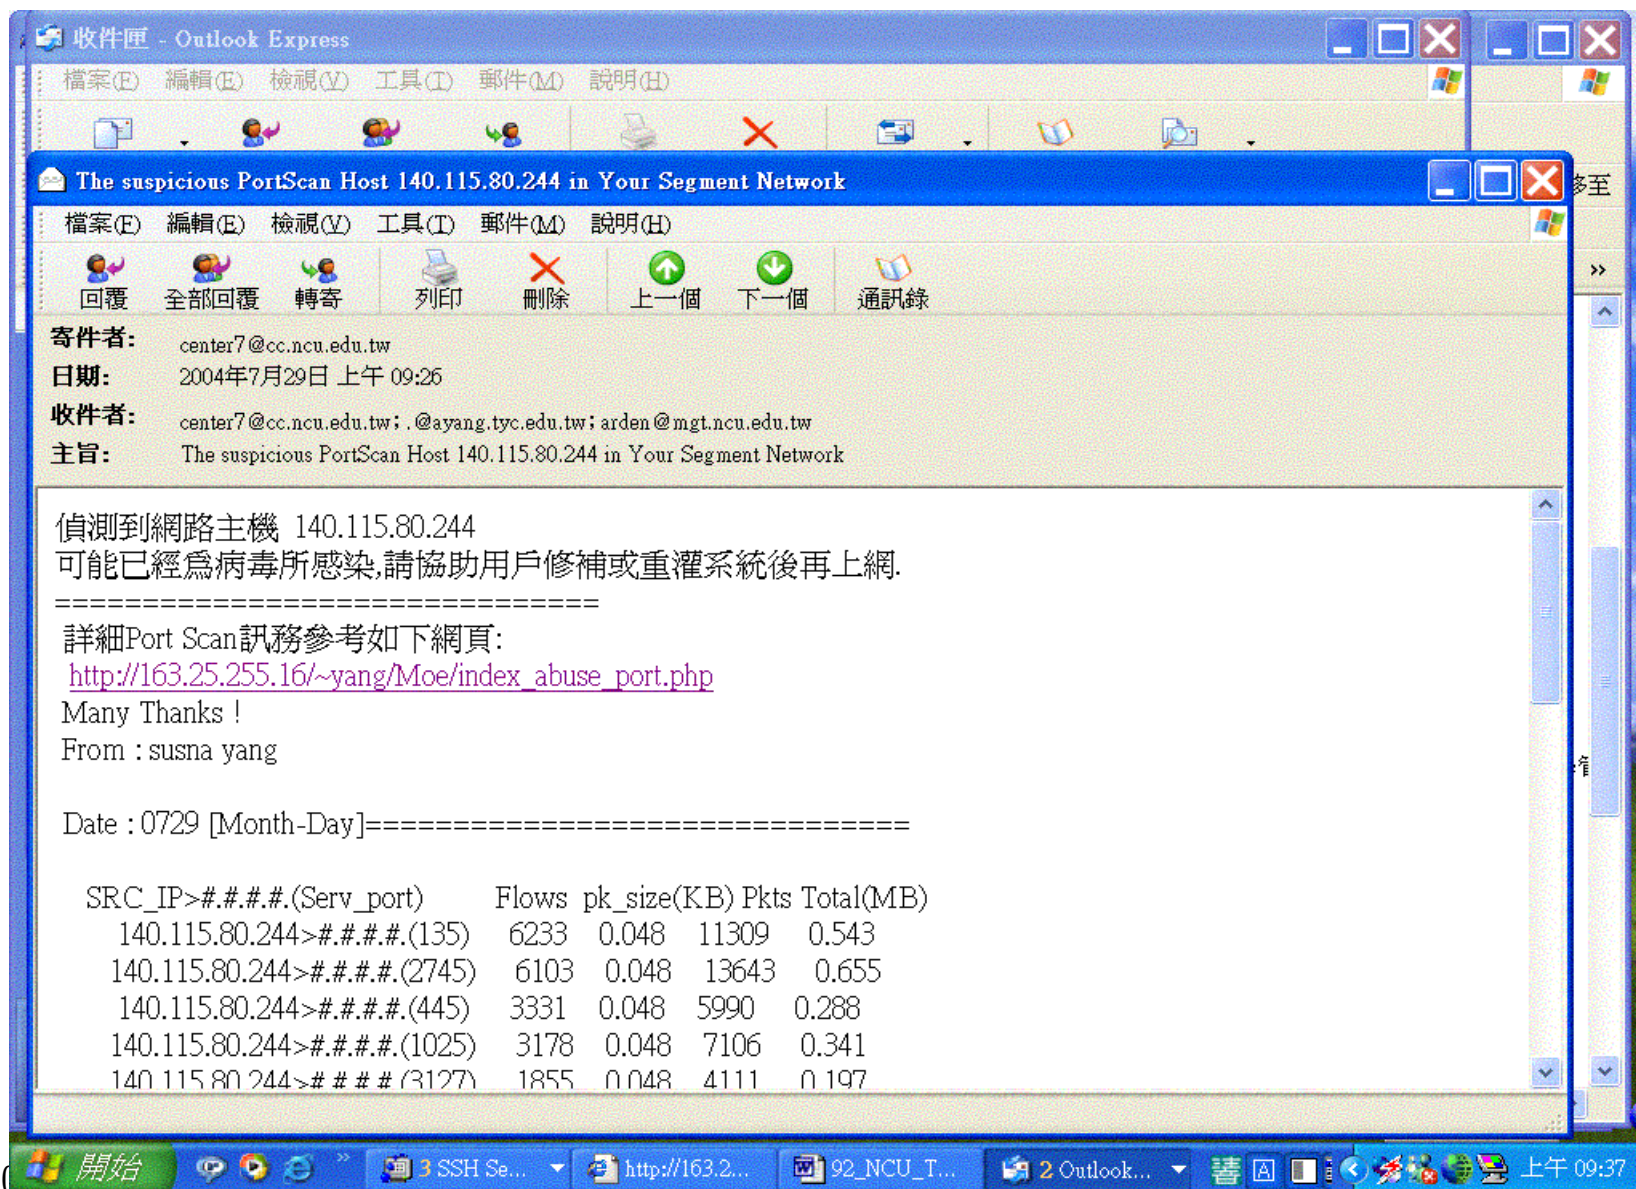 收件匣 - Outlook Express
檔案(F) 編輯(E) 檢視(V) 工具(T) 郵件(M) 說明(H)
The suspicious PortScan Host 140.115.80.244 in Your Segment Network
移至
檔案(F) 編輯(E) 檢視(V) 工具(T) 郵件(M) 說明(H)
回覆 全部回覆 轉寄 列印 刪除 上一個 下一個 通訊錄
寄件者: center7@cc.ncu.edu.tw
日期: 2004年7月29日 上午 09:26
收件者: center7@cc.ncu.edu.tw; .@ayang.tyc.edu.tw; arden@mgt.ncu.edu.tw
主旨: The suspicious PortScan Host 140.115.80.244 in Your Segment Network
偵測到網路主機 140.115.80.244
可能已經為病毒所感染,請協助用戶修補或重灌系統後再上網.
===============================
詳細Port Scan訊務參考如下網頁:
http://163.25.255.16/~yang/Moe/index_abuse_port.php
Many Thanks !
From : susna yang
Date : 0729 [Month-Day]===============================
SRC_IP>#.#.#.#.(Serv_port) Flows pk_size(KB) Pkts Total(MB)
140.115.80.244>#.#.#.#.(135) 6233 0.048 11309 0.543
140.115.80.244>#.#.#.#.(2745) 6103 0.048 13643 0.655
140.115.80.244>#.#.#.#.(445) 3331 0.048 5990 0.288
140.115.80.244>#.#.#.#.(1025) 3178 0.048 7106 0.341
140.115.80.244>#.#.#.#.(3127) 1855 0.048 4111 0.197
開始 3 SSH Se... http://163.2... 92_NCU_T... 2 Outlook... 上午 09:37